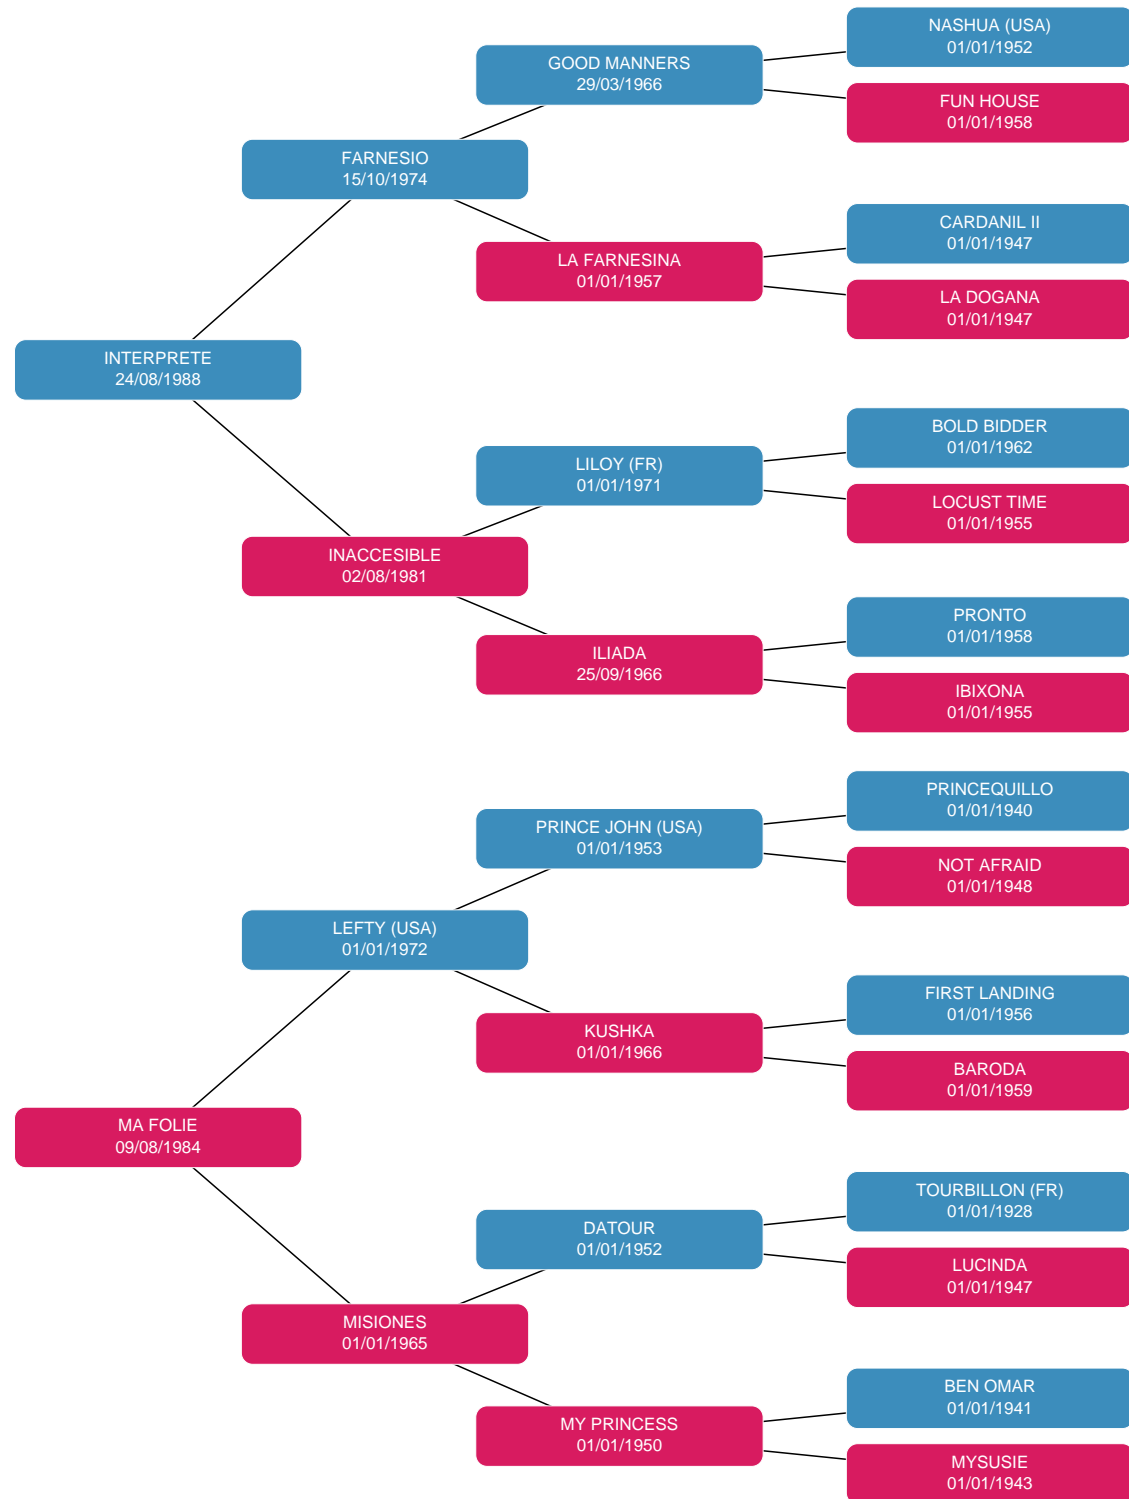 NASHUA (USA)
01/01/1952
GOOD MANNERS
29/03/1966
FUN HOUSE
01/01/1958
FARNESIO
15/10/1974
CARDANIL II
01/01/1947
LA FARNESINA
01/01/1957
LA DOGANA
01/01/1947
INTERPRETE
24/08/1988
BOLD BIDDER
01/01/1962
LILOY (FR)
01/01/1971
LOCUST TIME
01/01/1955
INACCESIBLE
02/08/1981
PRONTO
01/01/1958
ILIADA
25/09/1966
IBIXONA
01/01/1955
PRINCEQUILLO
01/01/1940
PRINCE JOHN (USA)
01/01/1953
NOT AFRAID
01/01/1948
LEFTY (USA)
01/01/1972
FIRST LANDING
01/01/1956
KUSHKA
01/01/1966
BARODA
01/01/1959
MA FOLIE
09/08/1984
TOURBILLON (FR)
01/01/1928
DATOUR
01/01/1952
LUCINDA
01/01/1947
MISIONES
01/01/1965
BEN OMAR
01/01/1941
MY PRINCESS
01/01/1950
MYSUSIE
01/01/1943